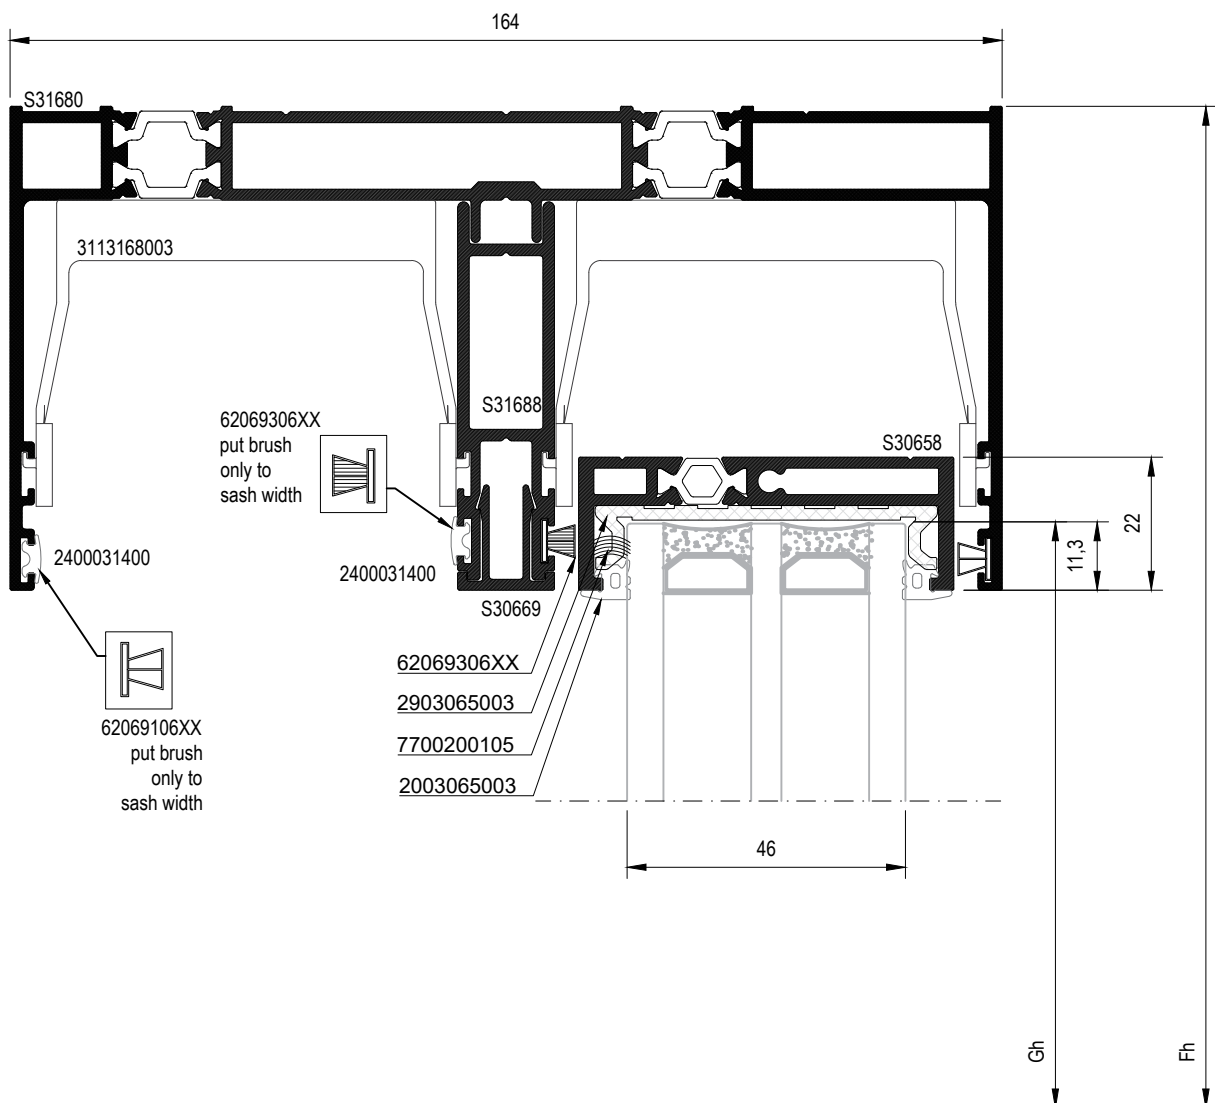 164
S31680
3113168003
62069306XX
put brush
only to
sash width
S31688
S30658
22
11,3
2400031400
2400031400
S30669
62069306XX
2903065003
7700200105
2003065003
62069106XX
put brush
only to
sash width
46
Gh
Fh